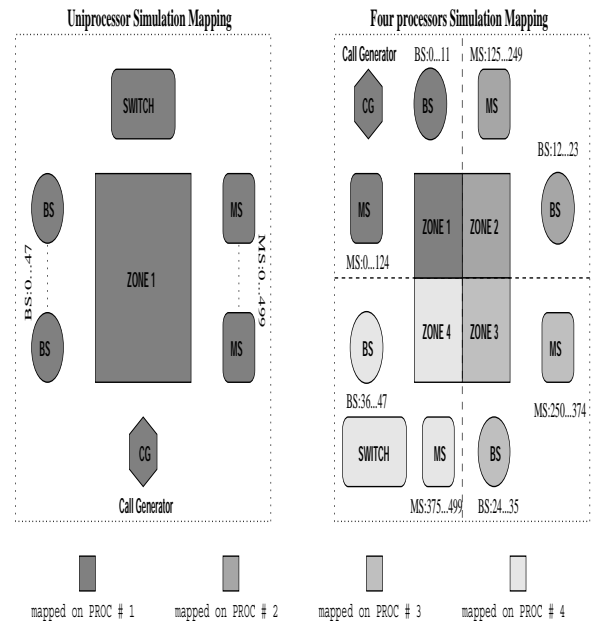 Uniprocessor Simulation Mapping
SWITCH
BS
MS
BS:0...47
ZONE 1
MS:0...499
BS
MS
CG
Call Generator
Four processors Simulation Mapping
Call Generator
BS:0...11
MS:125...249
CG
BS
MS
BS:12...23
MS
ZONE 1
ZONE 2
BS
MS:0...124
ZONE 4
ZONE 3
BS
MS
BS:36...47
MS:250...374
SWITCH
MS
BS
MS:375...499
BS:24...35
mapped on PROC # 1
mapped on PROC # 2
mapped on PROC # 3
mapped on PROC # 4